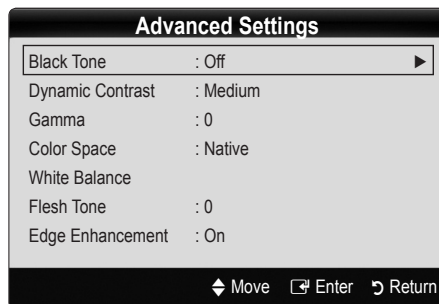 Advanced Settings
Black Tone : Off ►
Dynamic Contrast : Medium
Gamma : 0
Color Space : Native
White Balance
Flesh Tone : 0
Edge Enhancement : On
Move Enter Return